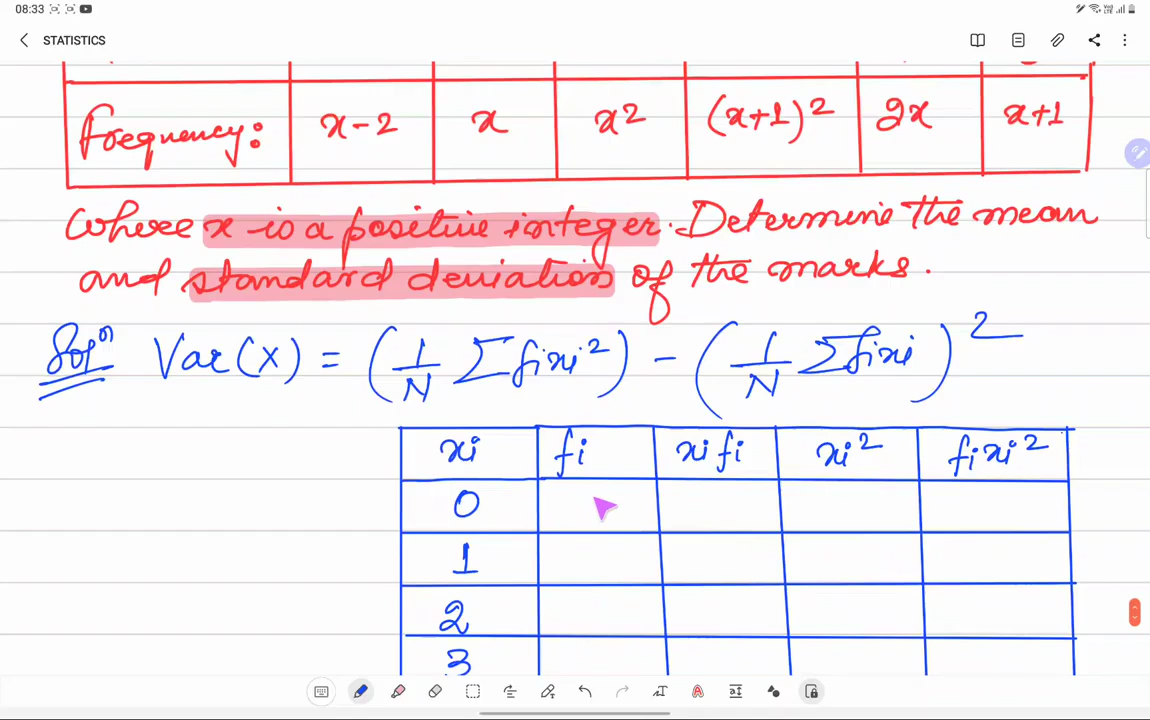 08:33
STATISTICS
frequency: x-2 x x² (x+1)² 2x x+1
Where x is a positive integer. Determine the mean
and standard deviation of the marks.
Solⁿ Var(X) = (1/N Σfixi²) - (1/N Σfixi)²
xi fi xifi xi² fixi²
0
1
2
3